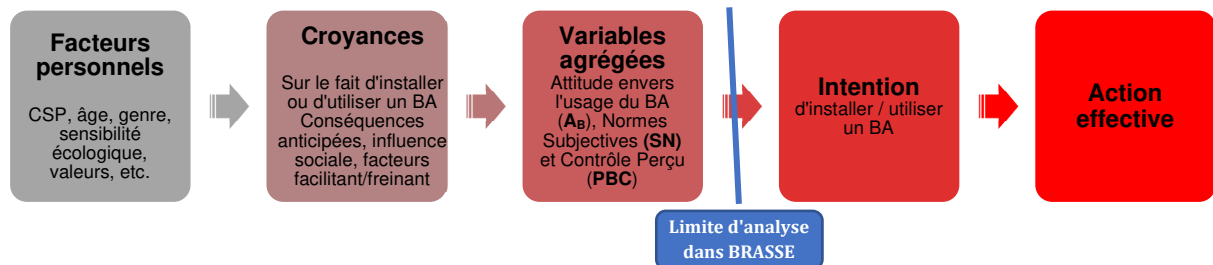 Facteurs
personnels
CSP, âge, genre,
sensibilité
écologique,
valeurs, etc.
Croyances
Sur le fait d'installer
ou d'utiliser un BA
Conséquences
anticipées, influence
sociale, facteurs
facilitant/freinant
Variables
agrégées
Attitude envers
l'usage du BA
(AB), Normes
Subjectives (SN)
et Contrôle Perçu
(PBC)
Intention
d'installer / utiliser
un BA
Action
effective
Limite d'analyse
dans BRASSE